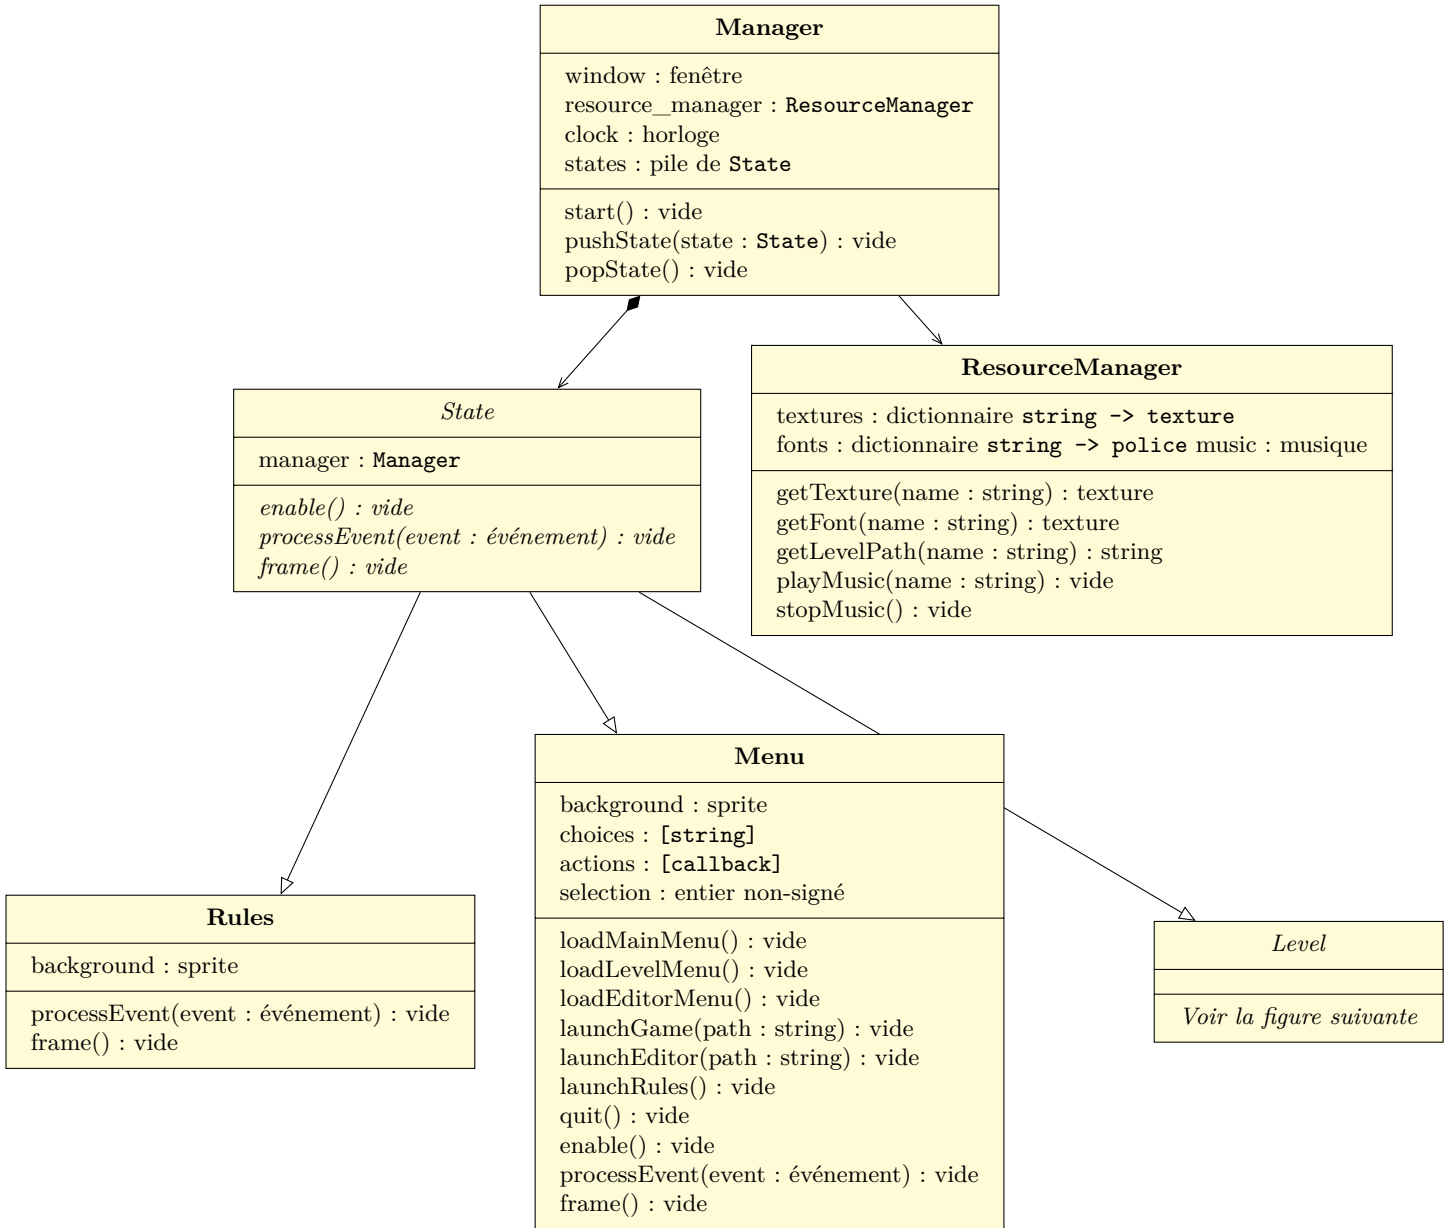 Manager
window : fenêtre
resource_manager : ResourceManager
clock : horloge
states : pile de State
start() : vide
pushState(state : State) : vide
popState() : vide
State
manager : Manager
enable() : vide
processEvent(event : événement) : vide
frame() : vide
ResourceManager
textures : dictionnaire string -> texture
fonts : dictionnaire string -> police music : musique
getTexture(name : string) : texture
getFont(name : string) : texture
getLevelPath(name : string) : string
playMusic(name : string) : vide
stopMusic() : vide
Rules
background : sprite
processEvent(event : événement) : vide
frame() : vide
Menu
background : sprite
choices : [string]
actions : [callback]
selection : entier non-signé
loadMainMenu() : vide
loadLevelMenu() : vide
loadEditorMenu() : vide
launchGame(path : string) : vide
launchEditor(path : string) : vide
launchRules() : vide
quit() : vide
enable() : vide
processEvent(event : événement) : vide
frame() : vide
Level
Voir la figure suivante